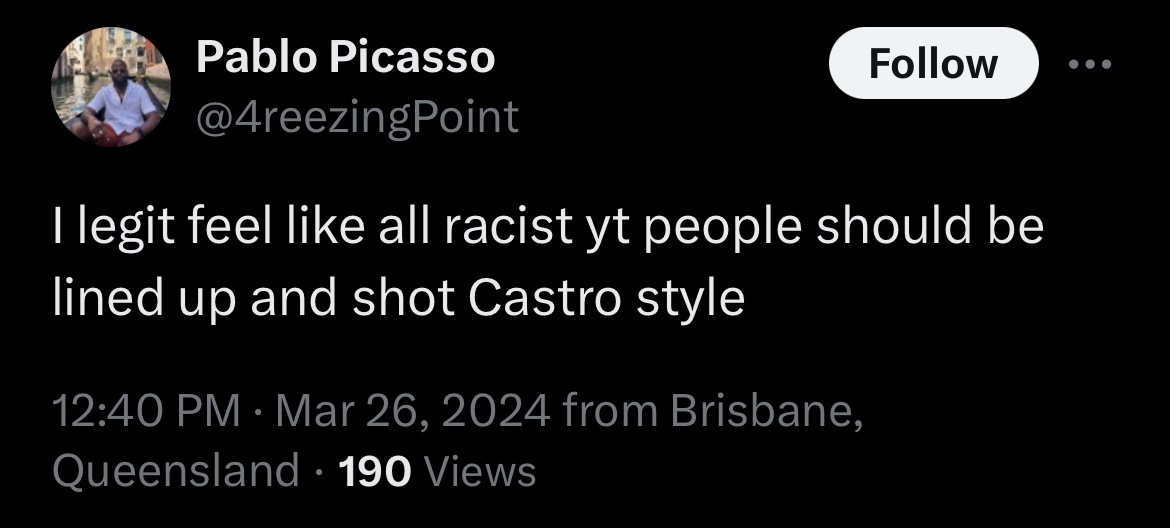 Pablo Picasso
Follow
@4reezingPoint
I legit feel like all racist yt people should be
lined up and shot Castro style
12:40 PM · Mar 26, 2024 from Brisbane,
Queensland · 190 Views